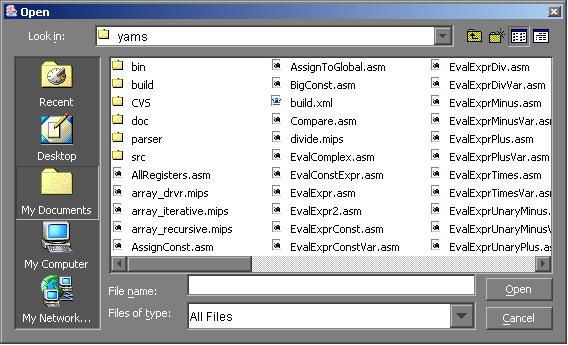 Open
Look in: yams
Recent
Desktop
My Documents
My Computer
My Network...
bin
build
CVS
doc
parser
src
AllRegisters.asm
array_drvr.mips
array_iterative.mips
array_recursive.mips
AssignConst.asm
AssignToGlobal.asm
BigConst.asm
build.xml
Compare.asm
divide.mips
EvalComplex.asm
EvalConstExpr.asm
EvalExpr.asm
EvalExpr2.asm
EvalExprConst.asm
EvalExprConstVar.asm
EvalExprDiv.asm
EvalExprDivVar.asm
EvalExprMinus.asm
EvalExprMinusVar.asm
EvalExprPlus.asm
EvalExprPlusVar.asm
EvalExprTimes.asm
EvalExprTimesVar.asm
EvalExprUnaryMinus.
EvalExprUnaryMinusV
EvalExprUnaryPlus.as
File name:
Open
Files of type: All Files
Cancel